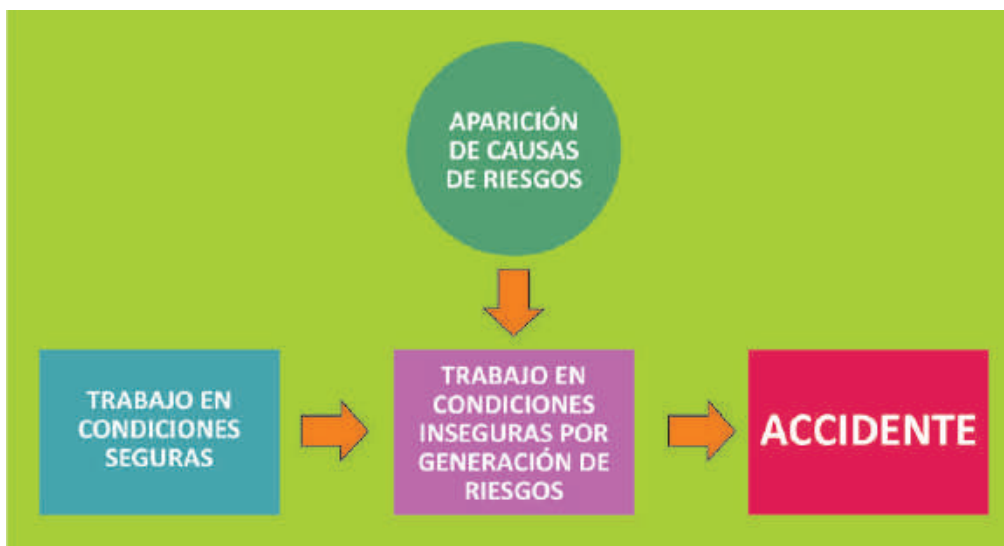 APARICIÓN
DE CAUSAS
DE RIESGOS
TRABAJO EN
CONDICIONES
SEGURAS
TRABAJO EN
CONDICIONES
INSEGURAS POR
GENERACIÓN DE
RIESGOS
ACCIDENTE